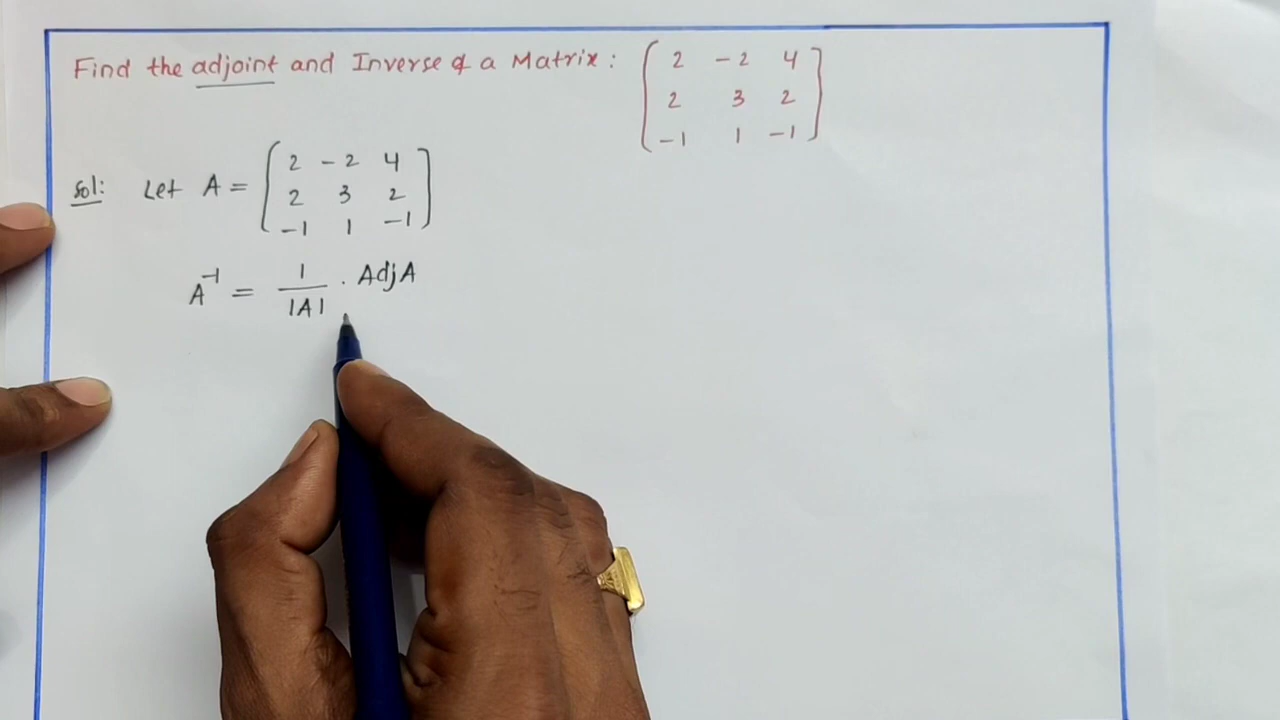 Find the adjoint and Inverse of a Matrix : [ 2 -2 4
2 3 2
-1 1 -1 ]
Sol: Let A = [ 2 -2 4
2 3 2
-1 1 -1 ]
A⁻¹ = 1/|A| . AdjA